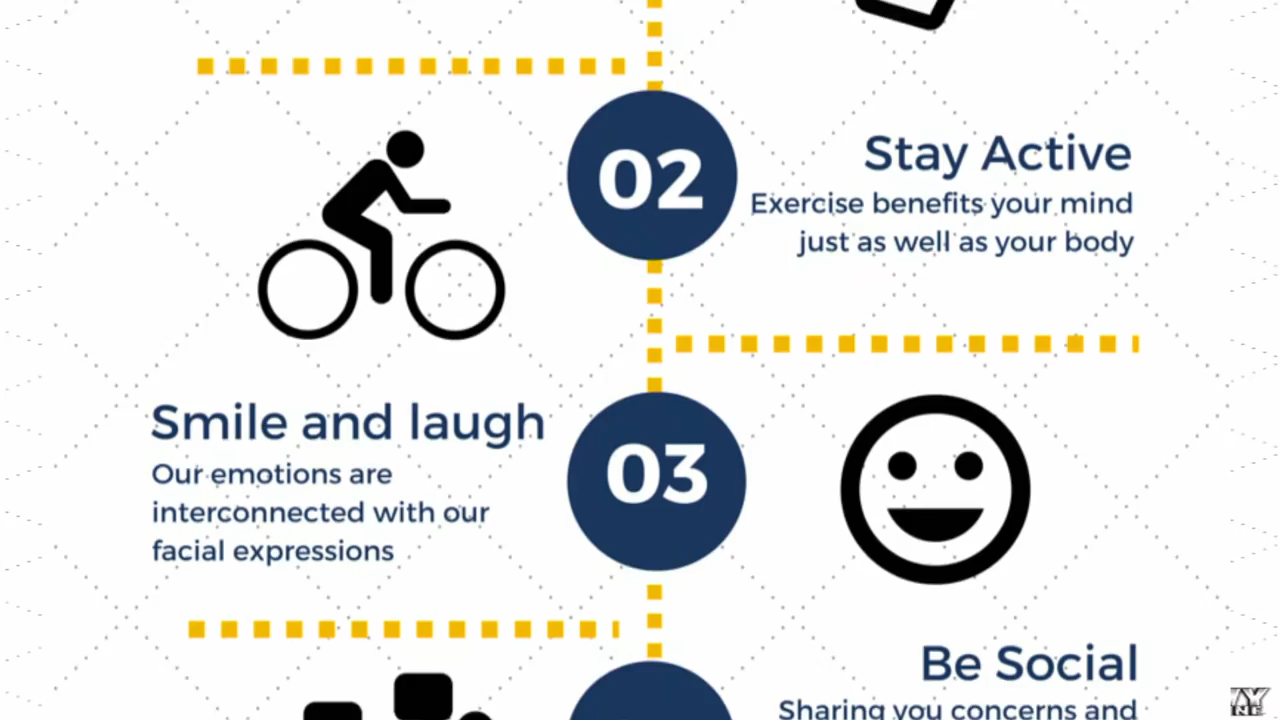 02
Stay Active
Exercise benefits your mind
just as well as your body
Smile and laugh
Our emotions are
interconnected with our
facial expressions
03
Be Social
Sharing you concerns and